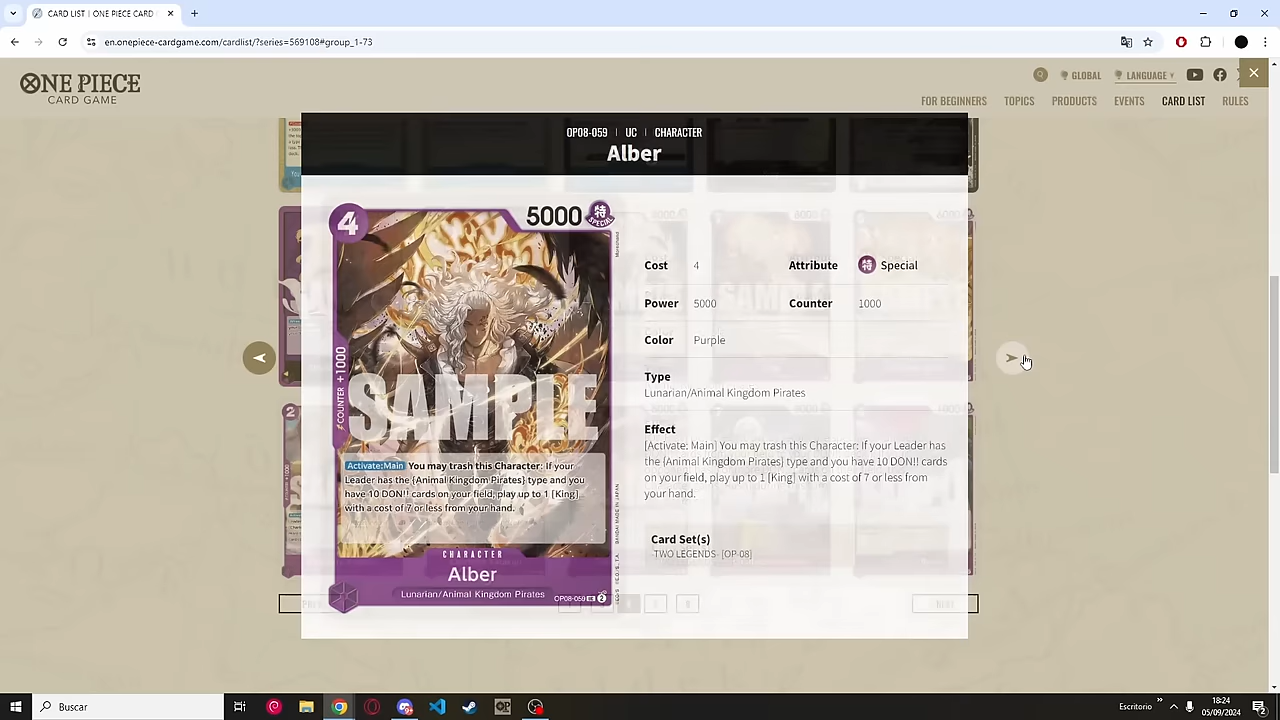 CARD LIST | ONE PIECE CARD
en.onepiece-cardgame.com/cardlist/?series=569108#group_1-73
ONE PIECE
CARD GAME
GLOBAL
LANGUAGE
FOR BEGINNERS
TOPICS
PRODUCTS
EVENTS
CARD LIST
RULES
OP08-059 | UC | CHARACTER
Alber
4
5000
特
SPECIAL
COUNTER +1000
SAMPLE
Activate:Main You may trash this Character: If your
Leader has the {Animal Kingdom Pirates} type and you
have 10 DON!! cards on your field, play up to 1 [King]
with a cost of 7 or less from your hand.
CHARACTER
Alber
Lunarian/Animal Kingdom Pirates
OP08-059 UC 2
Cost 4 Attribute 特 Special
Power 5000 Counter 1000
Color Purple
Type
Lunarian/Animal Kingdom Pirates
Effect
[Activate: Main] You may trash this Character: If your Leader has
the {Animal Kingdom Pirates} type and you have 10 DON!! cards
on your field, play up to 1 [King] with a cost of 7 or less from
your hand.
Card Set(s)
-TWO LEGENDS- [OP-08]
Buscar
Escritorio
18:24
05/09/2024